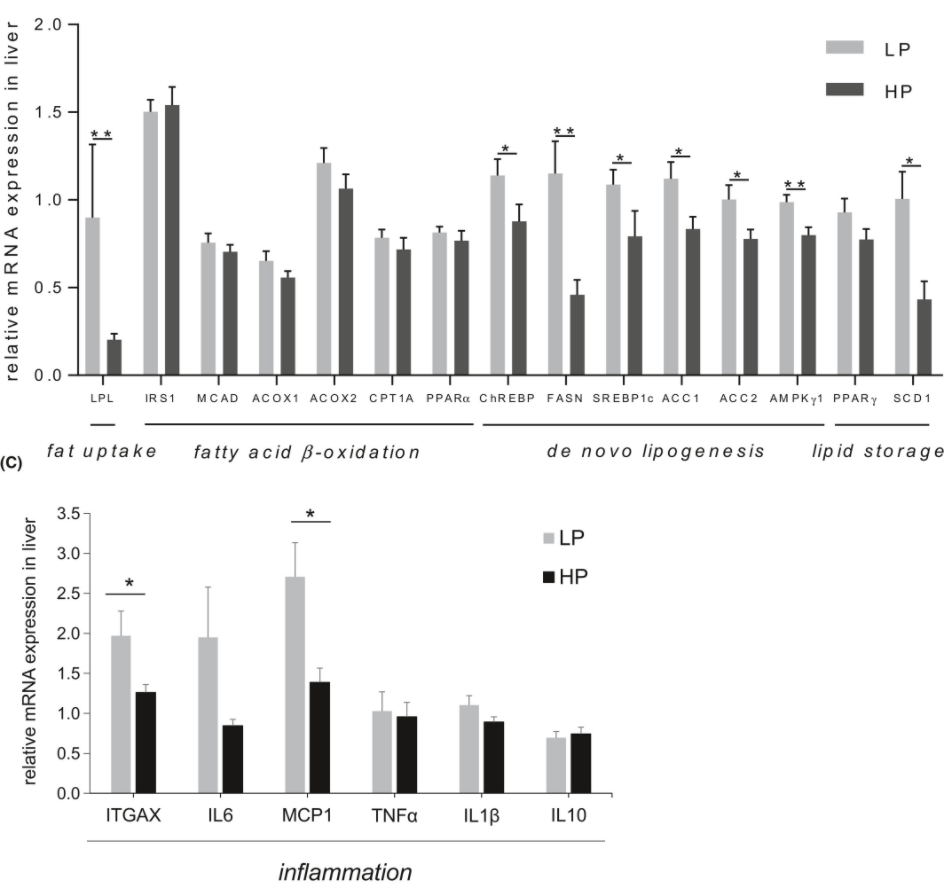 relative mRNA expression in liver
2.0
1.5
1.0
0.5
0.0
LP
HP
**
*
**
*
*
*
**
*
LPL IRS1 MCAD ACOX1 ACOX2 CPT1A PPARα ChREBP FASN SREBP1c ACC1 ACC2 AMPKγ1 PPARγ SCD1
fat uptake fatty acid β-oxidation de novo lipogenesis lipid storage
(C)
relative mRNA expression in liver
3.5
3.0
2.5
2.0
1.5
1.0
0.5
0.0
LP
HP
*
*
ITGAX IL6 MCP1 TNFα IL1β IL10
inflammation